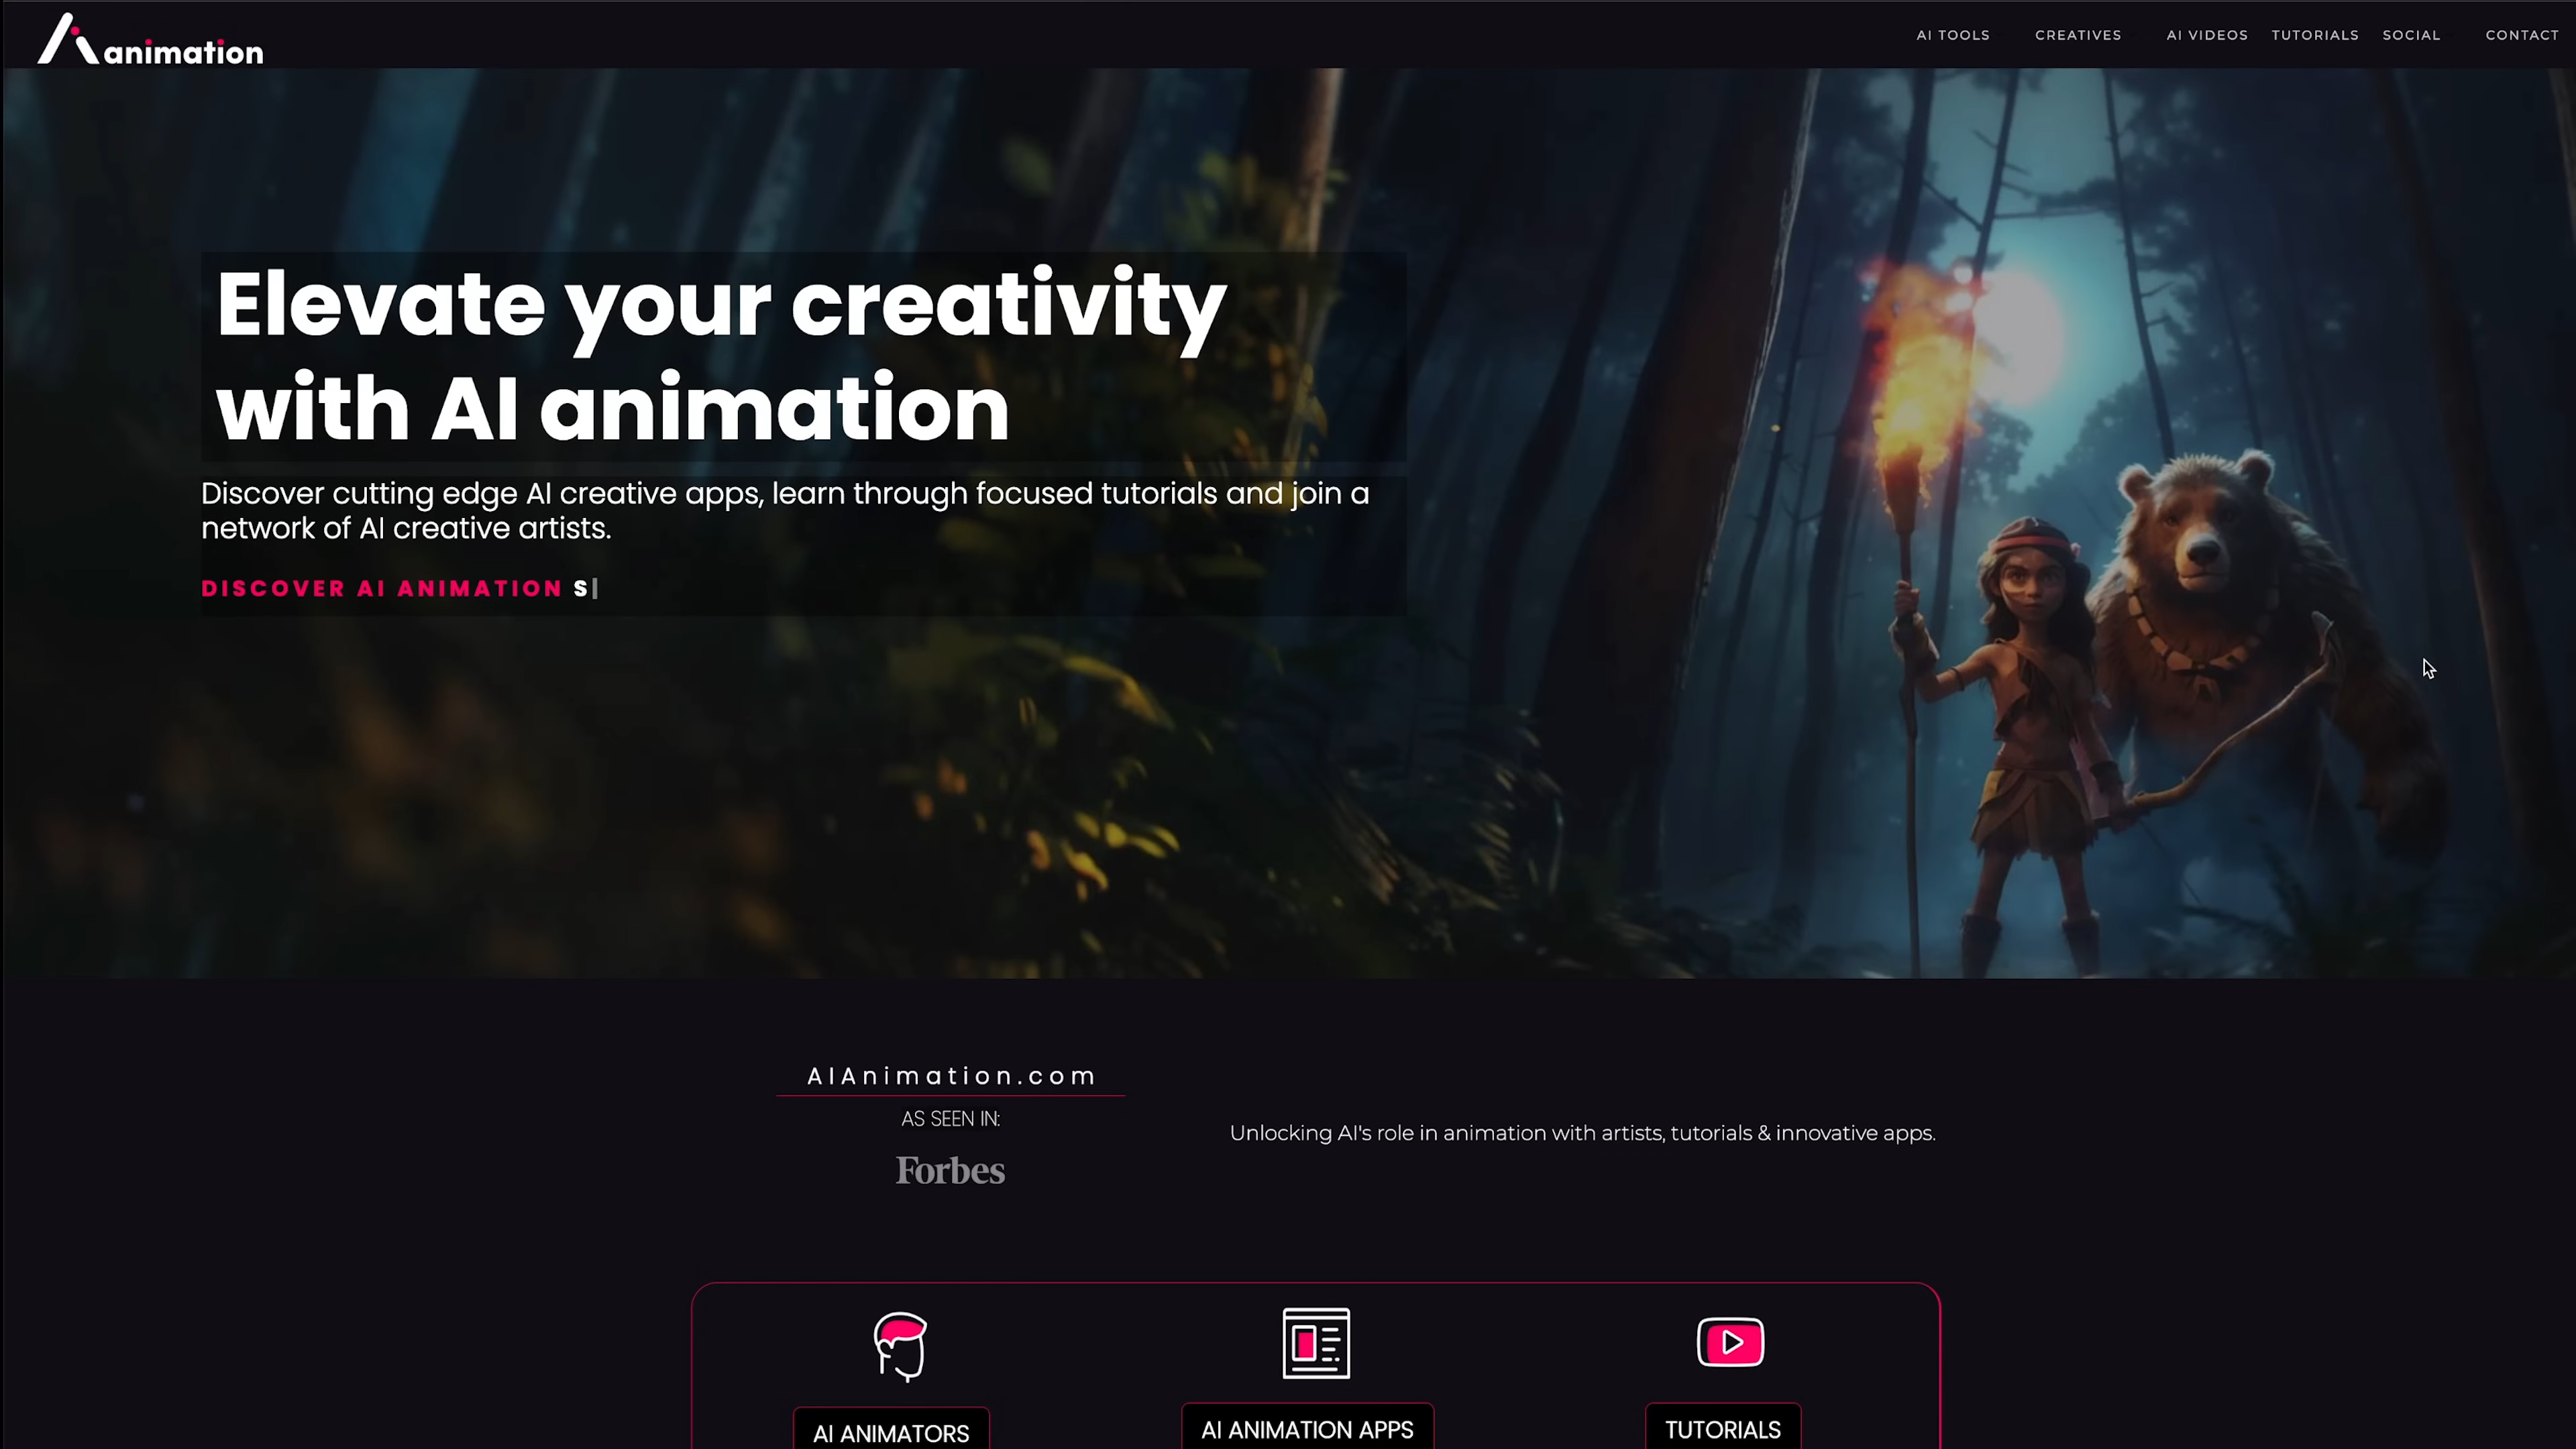 Ai animation
AI TOOLS CREATIVES AI VIDEOS TUTORIALS SOCIAL CONTACT
Elevate your creativity
with AI animation
Discover cutting edge AI creative apps, learn through focused tutorials and join a
network of AI creative artists.
DISCOVER AI ANIMATION S
AIAnimation.com
AS SEEN IN:
Forbes
Unlocking AI's role in animation with artists, tutorials & innovative apps.
AI ANIMATORS
AI ANIMATION APPS
TUTORIALS